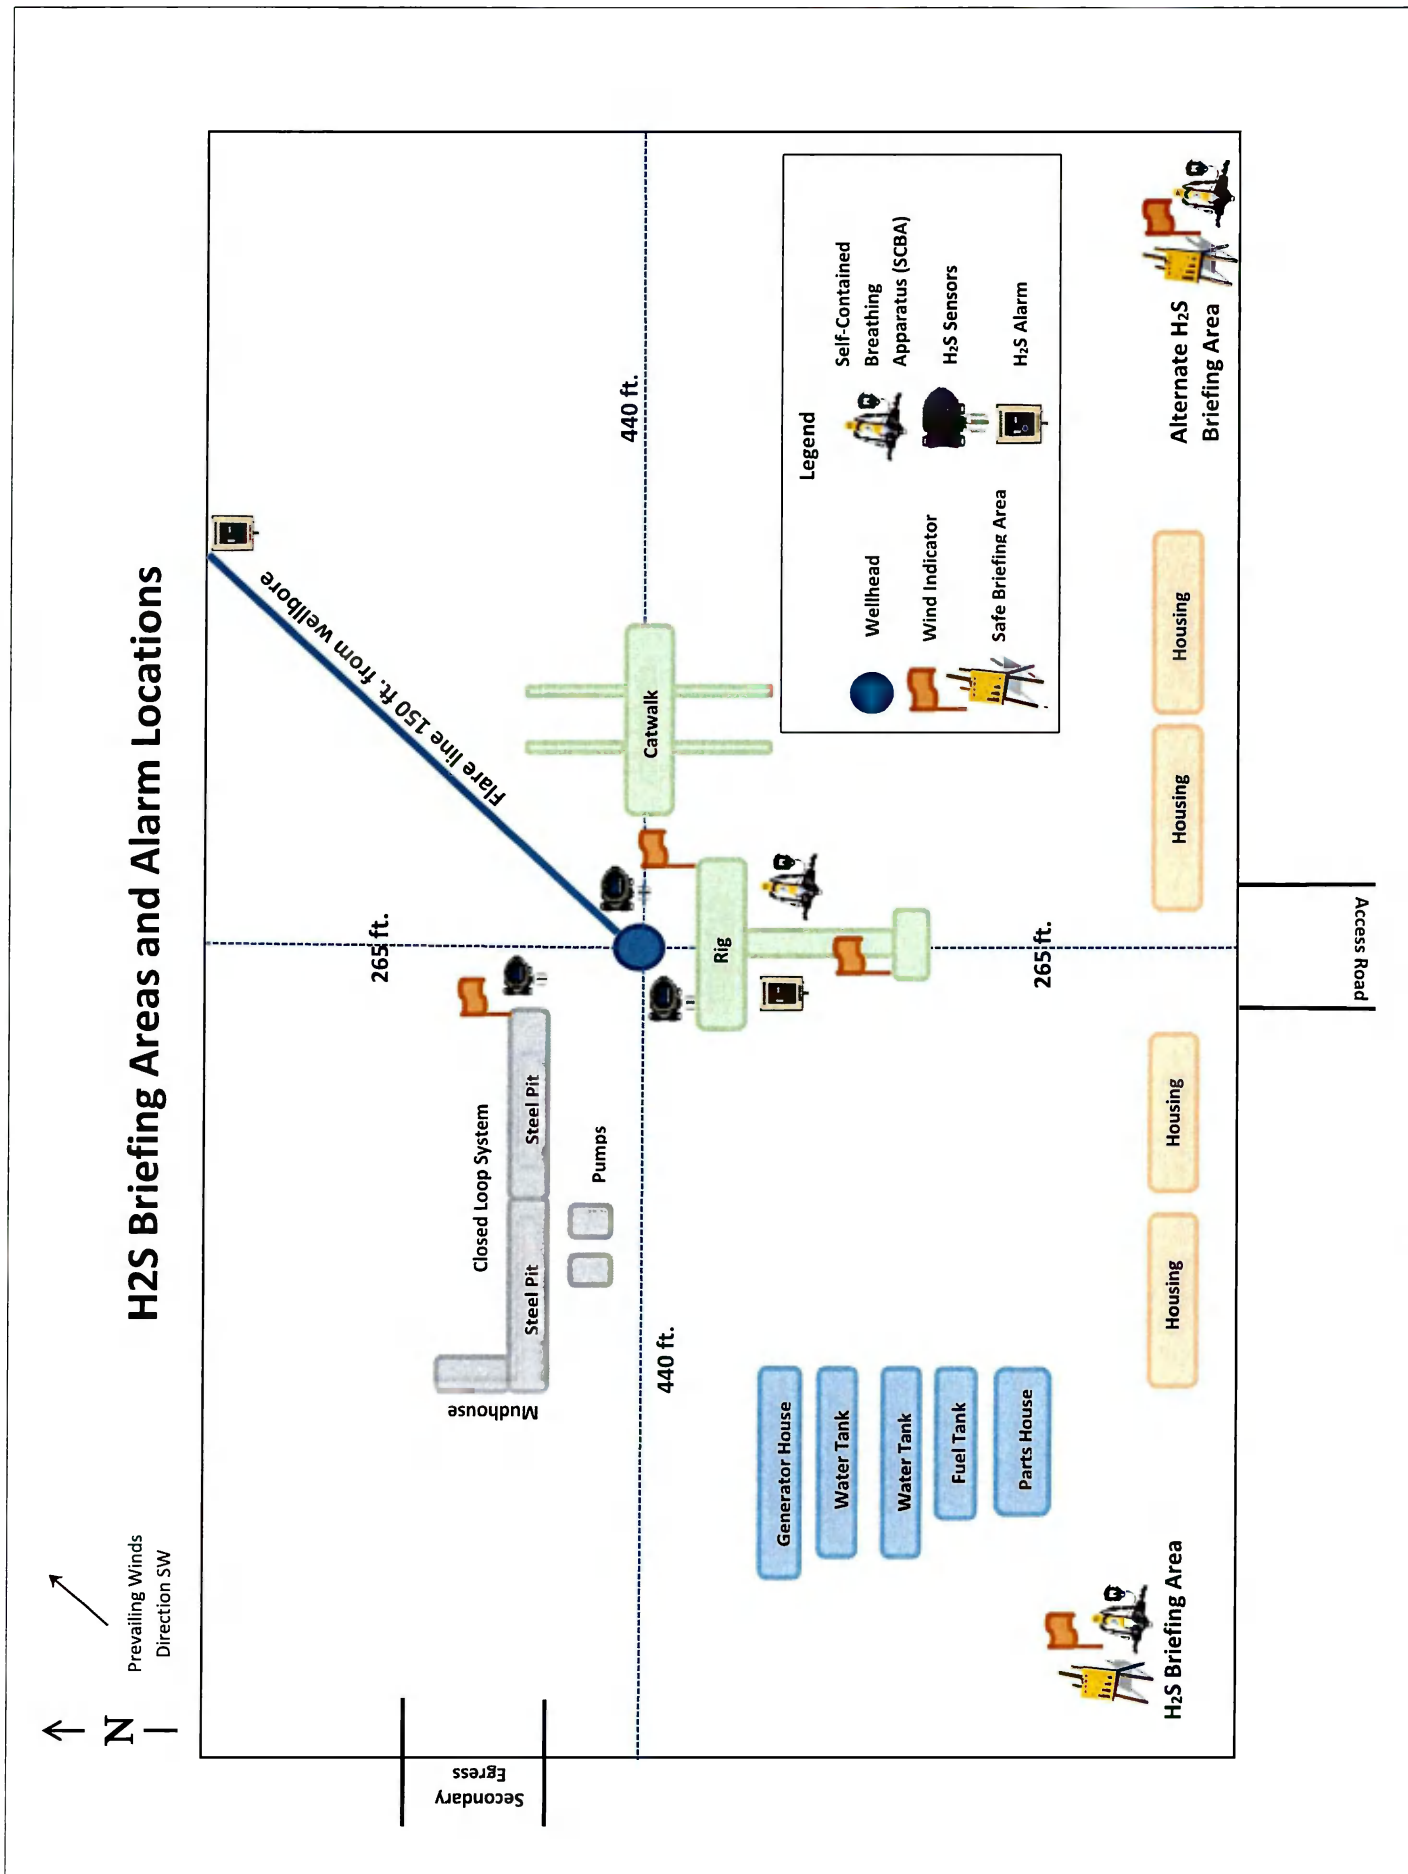 H2S Briefing Areas and Alarm Locations
N
Prevailing Winds
Direction SW
Secondary
Egress
265 ft.
Flare line 150 ft. from wellbore
Closed Loop System
Mudhouse
Steel Pit
Steel Pit
Pumps
440 ft.
440 ft.
Catwalk
Rig
265 ft.
Generator House
Water Tank
Water Tank
Fuel Tank
Parts House
Legend
Wellhead
Wind Indicator
Safe Briefing Area
Self-Contained
Breathing
Apparatus (SCBA)
H₂S Sensors
H₂S Alarm
H₂S Briefing Area
Housing
Housing
Housing
Housing
Alternate H₂S
Briefing Area
Access Road